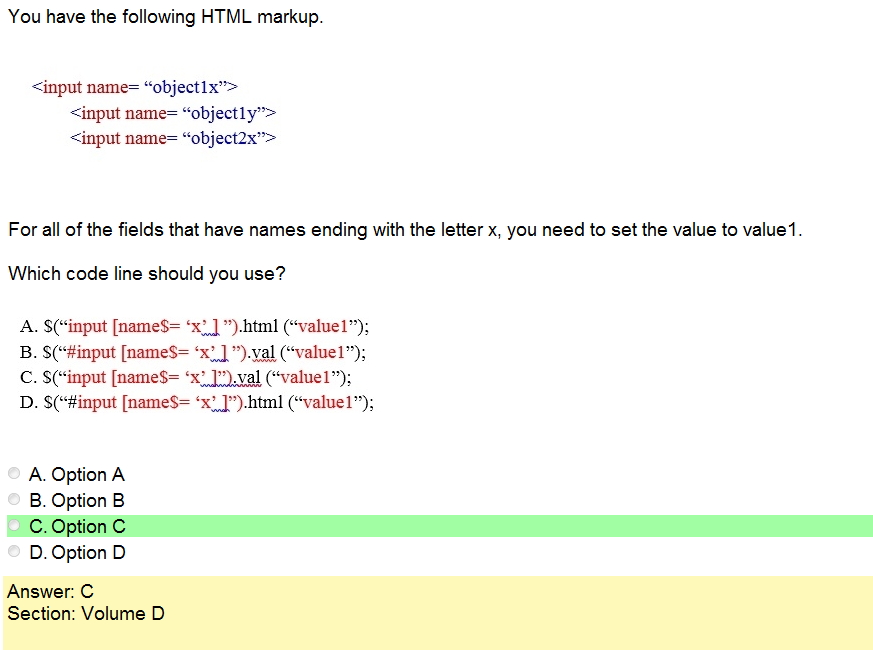 You have the following HTML markup.
<input name= “object1x”>
<input name= “object1y”>
<input name= “object2x”>
For all of the fields that have names ending with the letter x, you need to set the value to value1.
Which code line should you use?
A. $(“input [name$= ‘x’ ] ”).html (“value1”);
B. $(“#input [name$= ‘x’ ] ”).val (“value1”);
C. $(“input [name$= ‘x’ ]”).val (“value1”);
D. $(“#input [name$= ‘x’ ]”).html (“value1”);
A. Option A
B. Option B
C. Option C
D. Option D
Answer: C
Section: Volume D